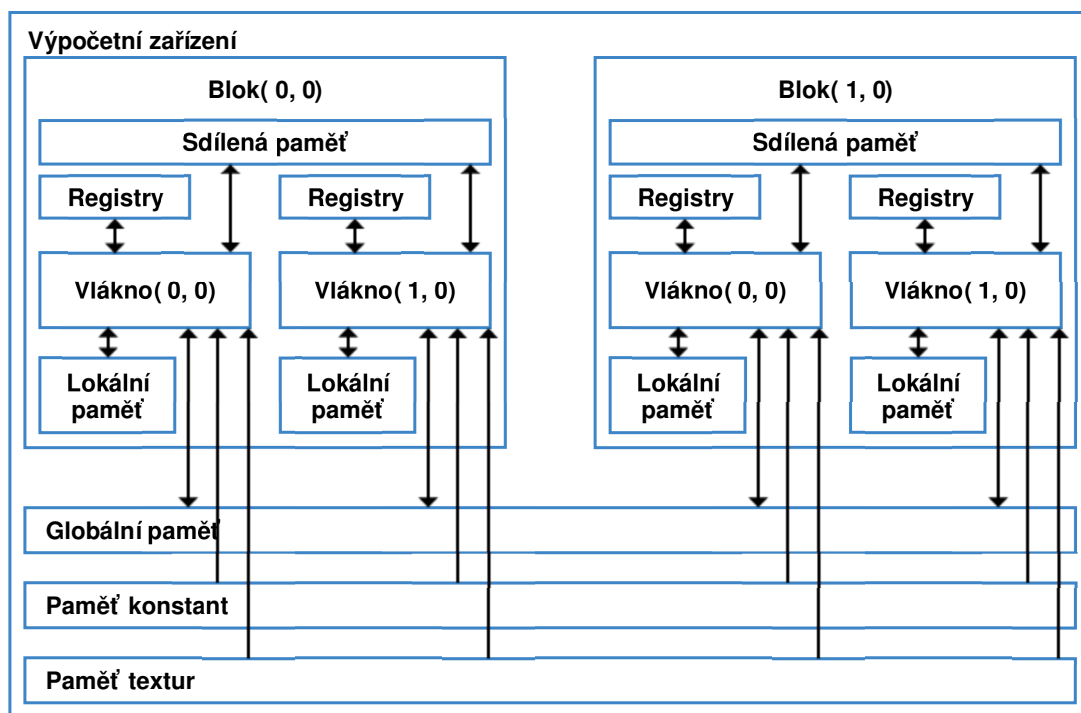 Výpočetní zařízení
Blok( 0, 0)
Blok( 1, 0)
Sdílená paměť
Sdílená paměť
Registry
Registry
Registry
Registry
Vlákno( 0, 0)
Vlákno( 1, 0)
Vlákno( 0, 0)
Vlákno( 1, 0)
Lokální
paměť
Lokální
paměť
Lokální
paměť
Lokální
paměť
Globální paměť
Paměť konstant
Paměť textur